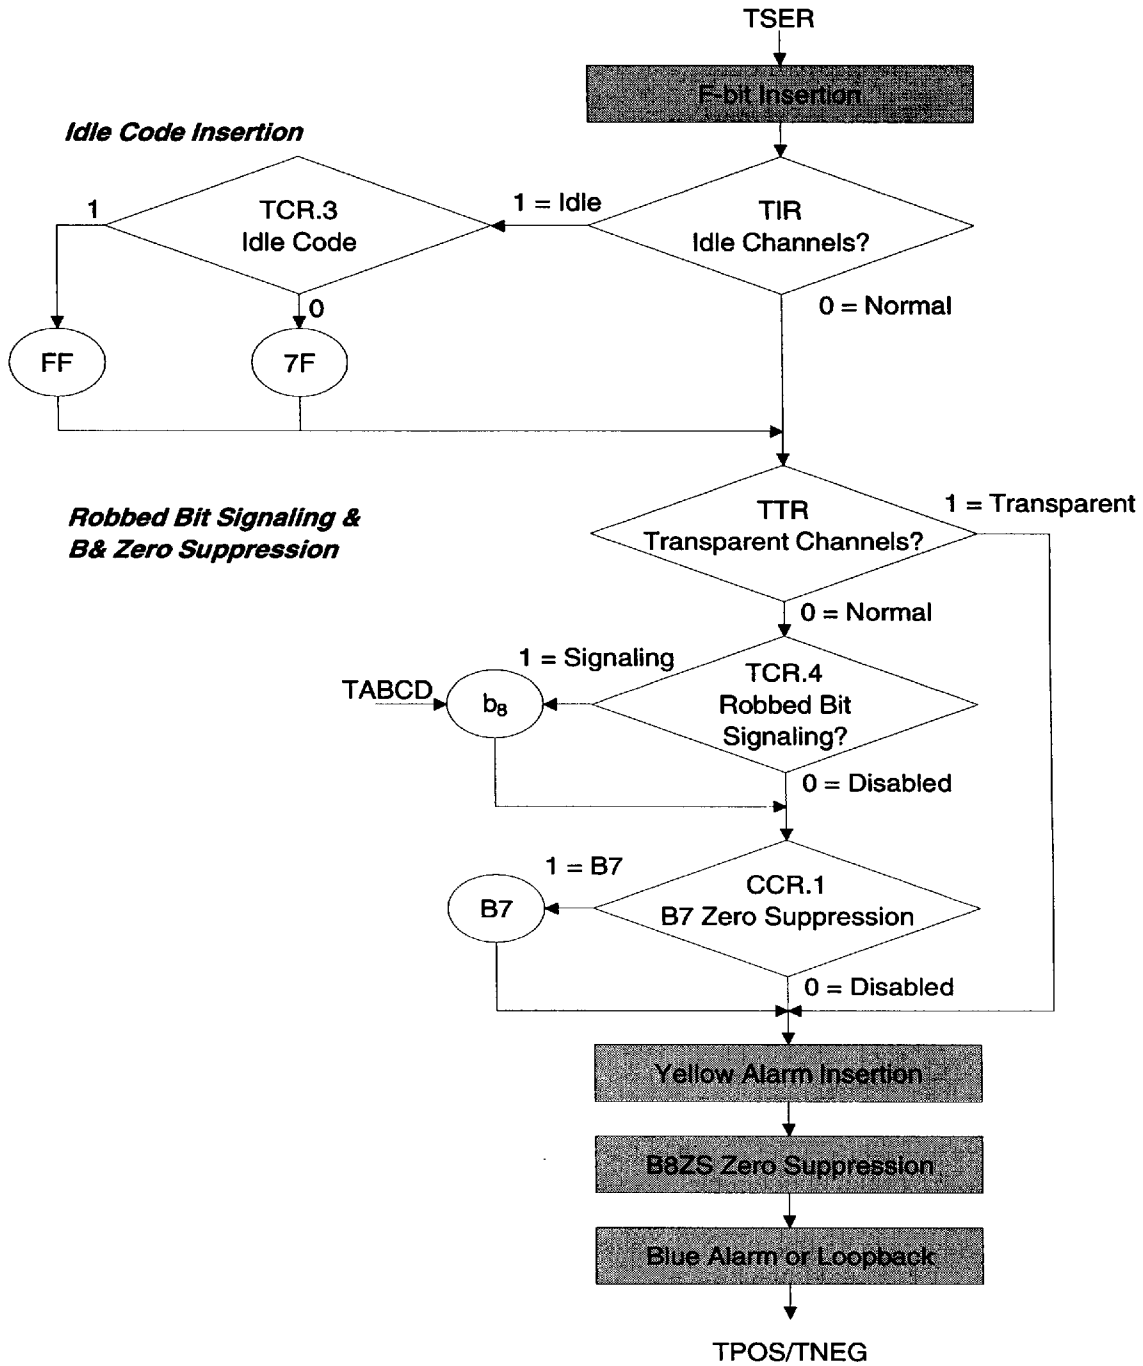 TSER
F-bit Insertion
Idle Code Insertion
1
TCR.3
Idle Code
1 = Idle
TIR
Idle Channels?
0
0 = Normal
FF
7F
Robbed Bit Signaling &
B& Zero Suppression
TTR
Transparent Channels?
1 = Transparent
0 = Normal
1 = Signaling
TABCD
b₈
TCR.4
Robbed Bit
Signaling?
0 = Disabled
1 = B7
B7
CCR.1
B7 Zero Suppression
0 = Disabled
Yellow Alarm Insertion
B8ZS Zero Suppression
Blue Alarm or Loopback
TPOS/TNEG